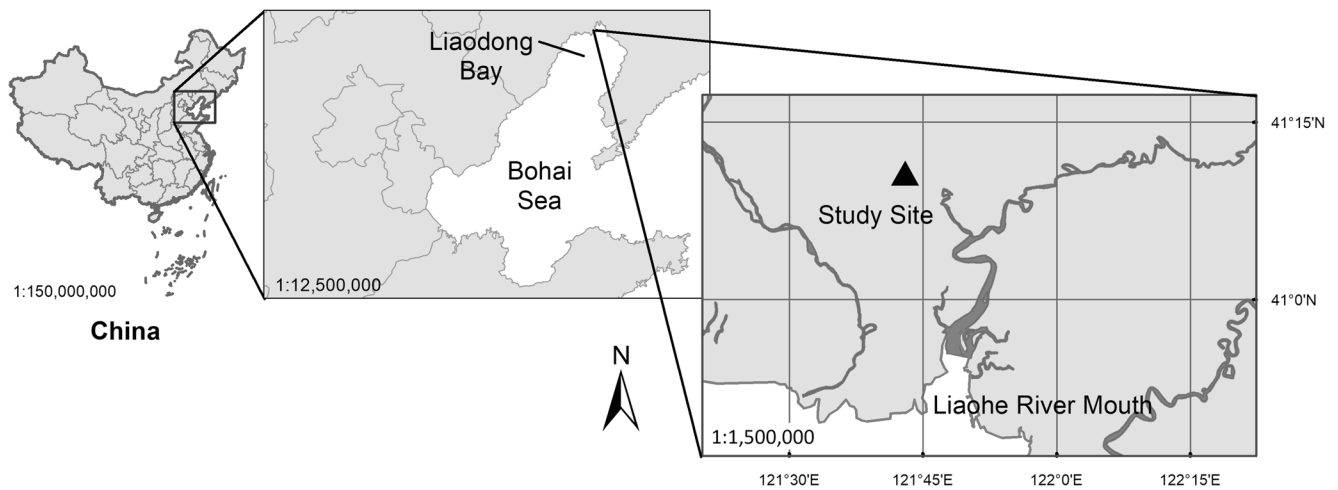 1:150,000,000
China
Liaodong
Bay
Bohai
Sea
1:12,500,000
N
Study Site
Liaohe River Mouth
1:1,500,000
41°15'N
41°0'N
121°30'E
121°45'E
122°0'E
122°15'E